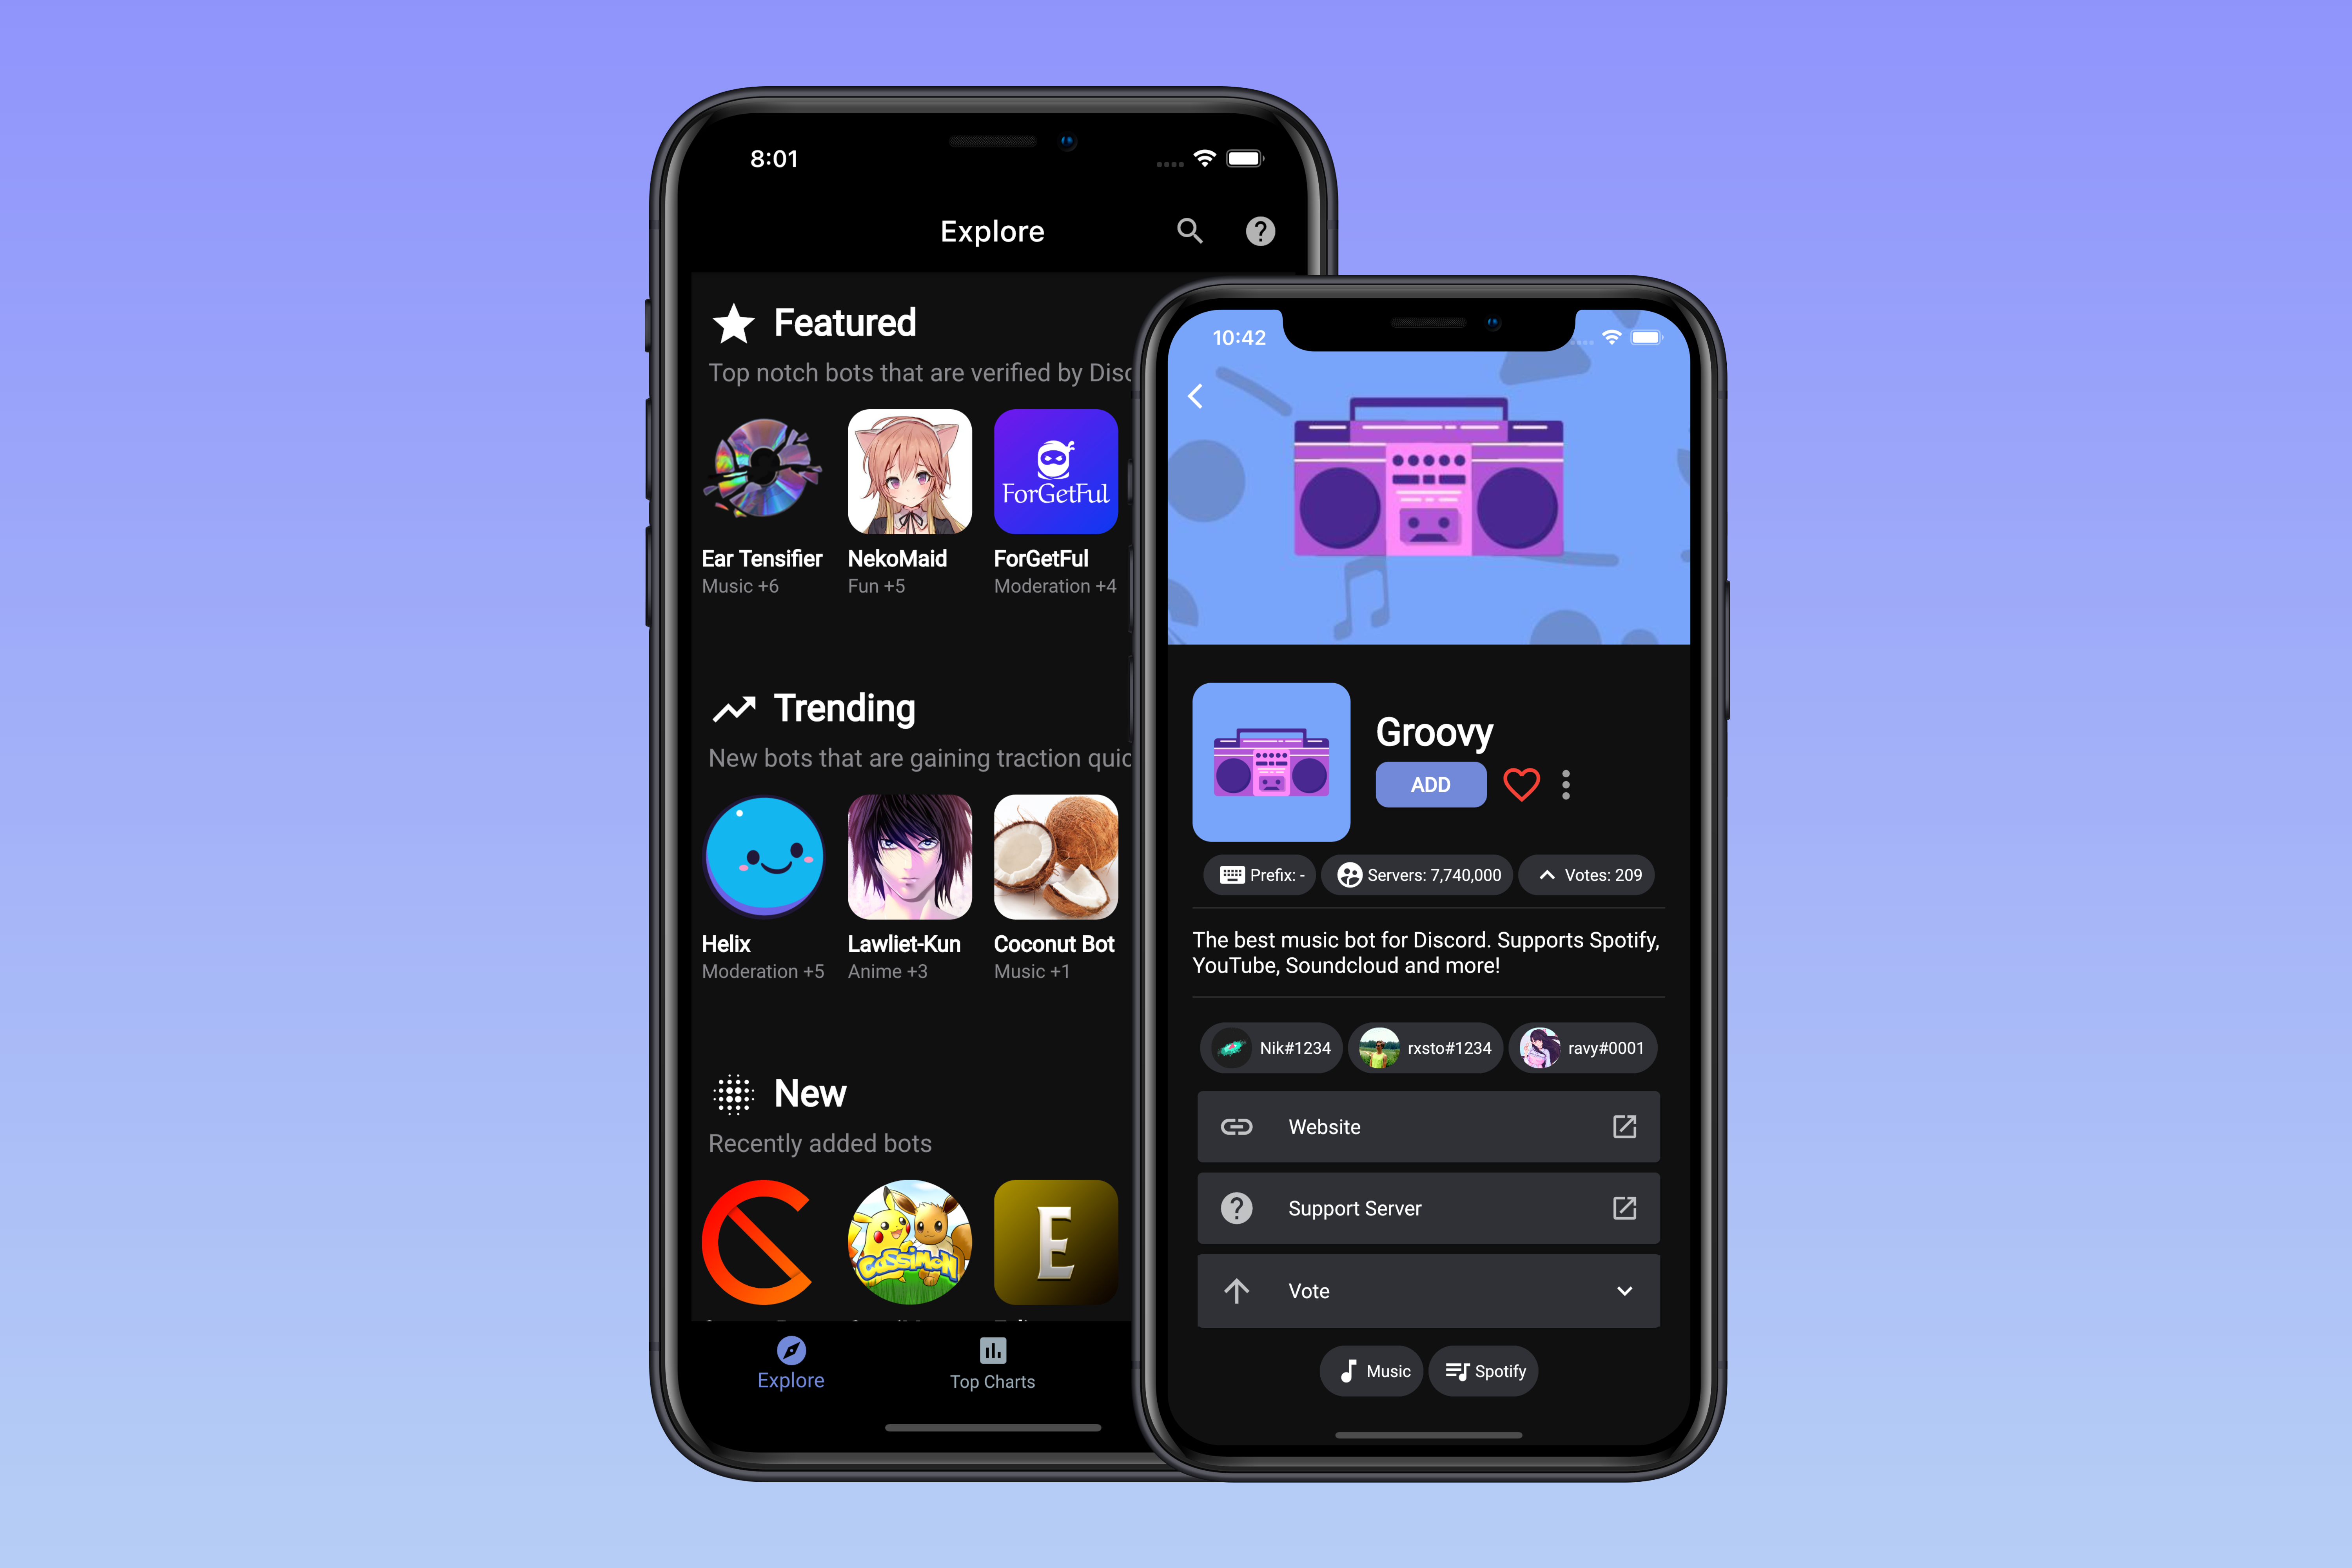 8:01
Explore
Featured
Top notch bots that are verified by Disc
ForGetFul
Ear Tensifier
NekoMaid
ForGetFul
Music +6
Fun +5
Moderation +4
Trending
New bots that are gaining traction quic
Helix
Lawliet-Kun
Coconut Bot
Moderation +5
Anime +3
Music +1
New
Recently added bots
CassiMon
E
Explore
Top Charts
10:42
Groovy
ADD
Prefix: -
Servers: 7,740,000
Votes: 209
The best music bot for Discord. Supports Spotify,
YouTube, Soundcloud and more!
Nik#1234
rxsto#1234
ravy#0001
Website
Support Server
Vote
Music
Spotify